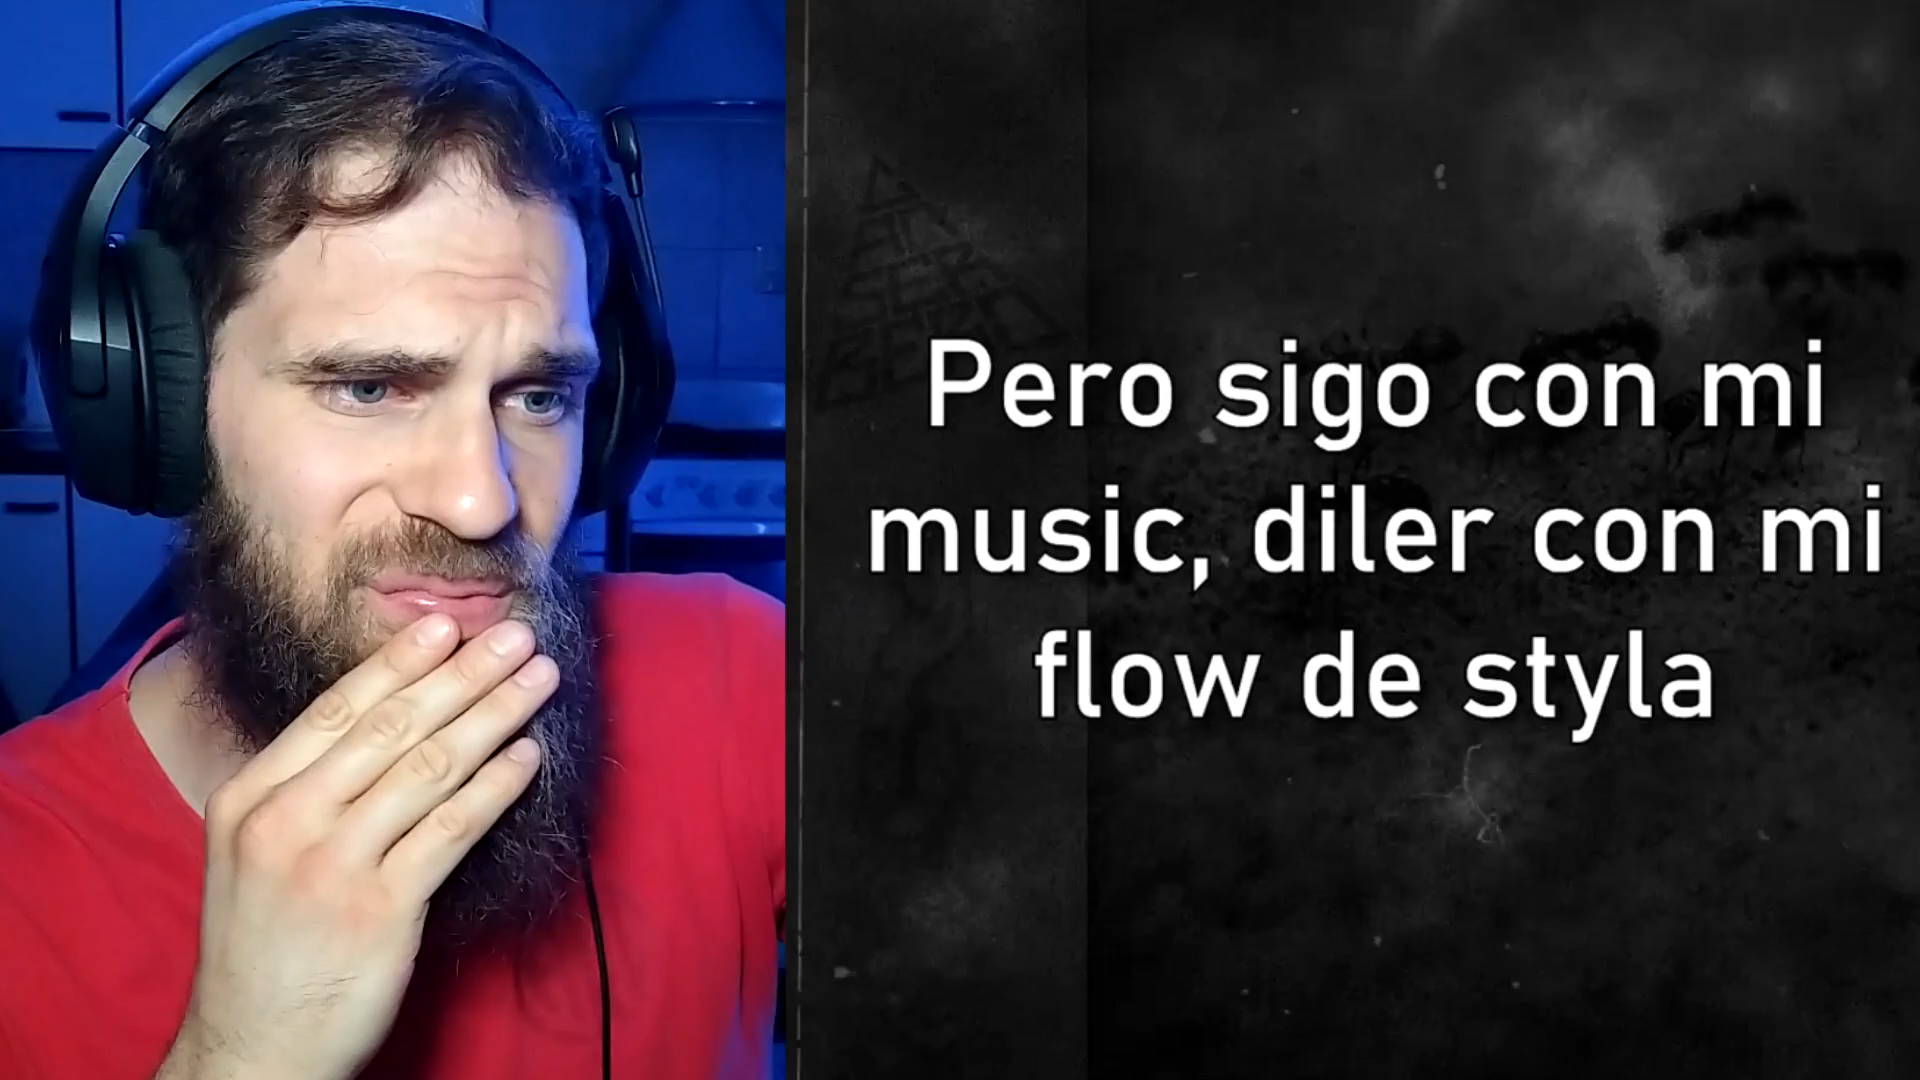 Pero sigo con mi
music, diler con mi
flow de styla